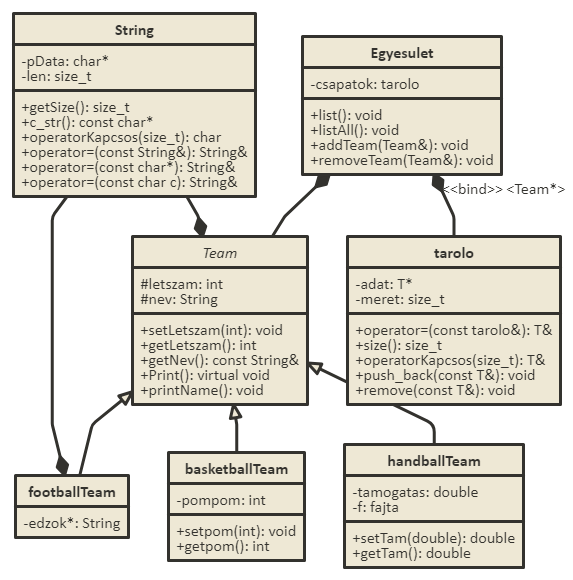 String
-pData: char*
-len: size_t
+getSize(): size_t
+c_str(): const char*
+operatorKapcsos(size_t): char
+operator=(const String&): String&
+operator=(const char*): String&
+operator=(const char c): String&
Egyesulet
-csapatok: tarolo
+list(): void
+listAll(): void
+addTeam(Team&): void
+removeTeam(Team&): void
<<bind>> <Team*>
Team
#letszam: int
#nev: String
+setLetszam(int): void
+getLetszam(): int
+getNev(): const String&
+Print(): virtual void
+printName(): void
tarolo
-adat: T*
-meret: size_t
+operator=(const tarolo&): T&
+size(): size_t
+operatorKapcsos(size_t): T&
+push_back(const T&): void
+remove(const T&): void
footballTeam
-edzok*: String
basketballTeam
-pompom: int
+setpom(int): void
+getpom(): int
handballTeam
-tamogatas: double
-f: fajta
+setTam(double): double
+getTam(): double